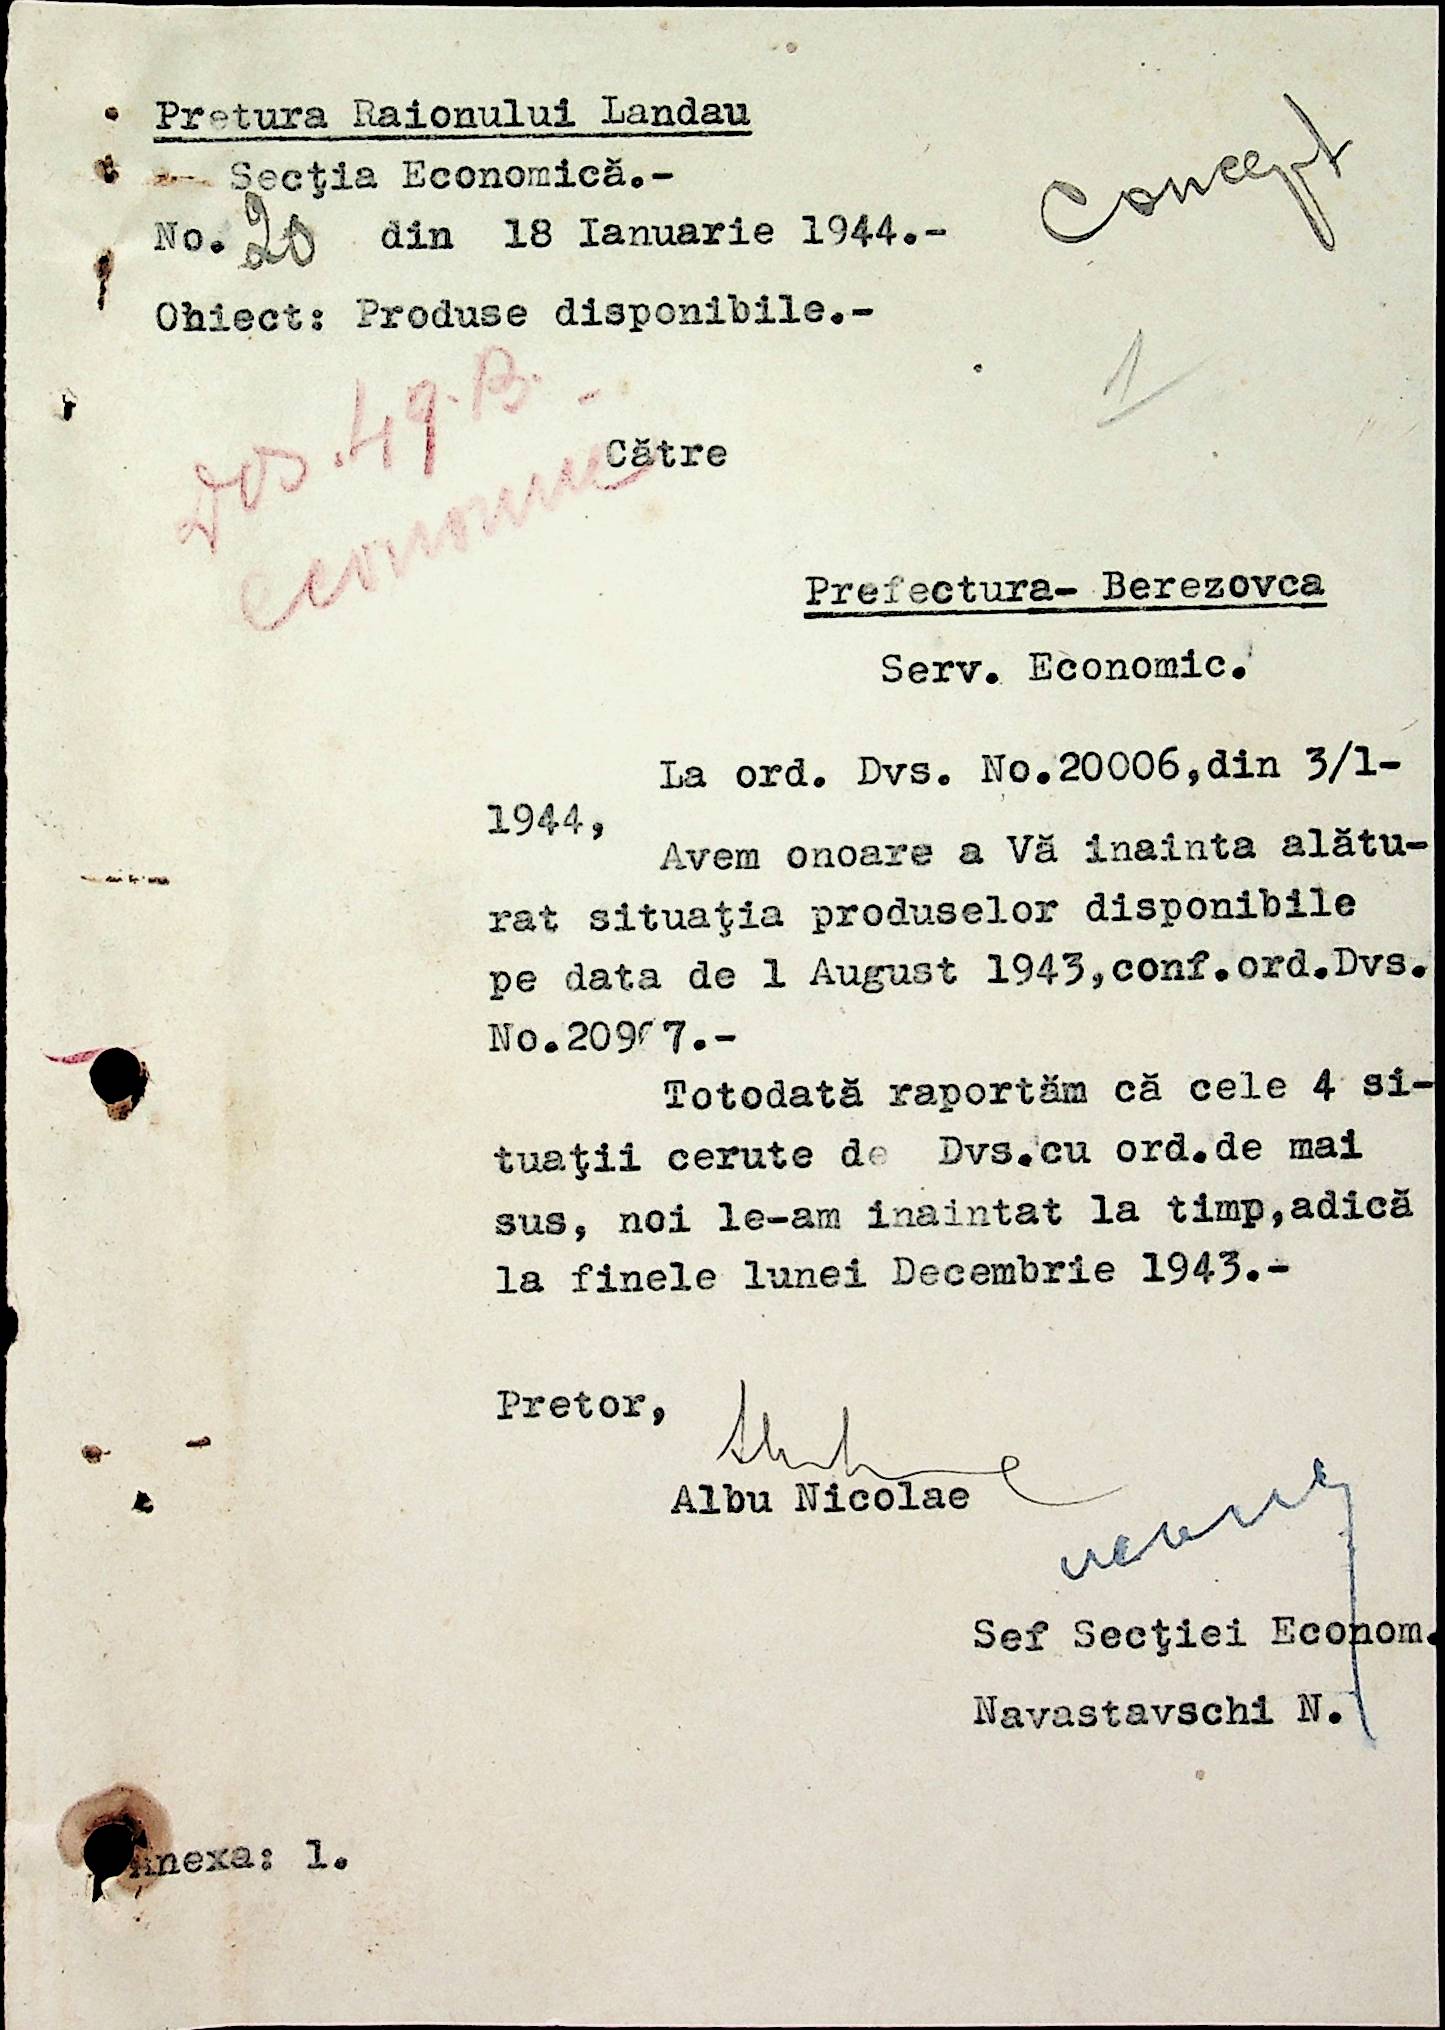 Pretura Raionului Landau
Concept
- Secţia Economică.-
No. 20 din 18 Ianuarie 1944.-
Obiect: Produse disponibile.-
1
Dos. 49. B.-
economic
Către
Prefectura- Berezovca
Serv. Economic.
La ord. Dvs. No.20006,din 3/1-
1944,
Avem onoare a Vă inainta alătu-
rat situaţia produselor disponibile
pe data de 1 August 1943,conf.ord.Dvs.
Totodată raportăm că cele 4 si-
tuaţii cerute de Dvs.cu ord.de mai
sus, noi le-am inaintat la timp,adică
la finele lunei Decembrie 1943.-
Pretor,
Albu Nicolae
Sef Secţiei Econom.
Navastavschi N.
Anexa: 1.